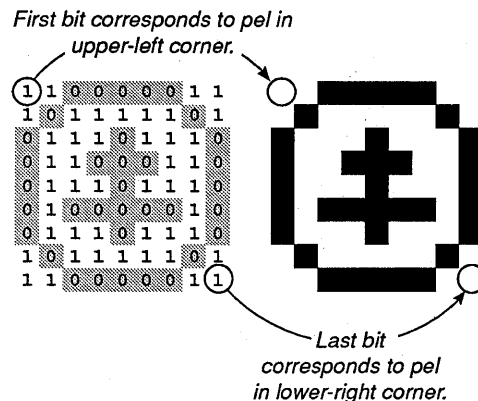 First bit corresponds to pel in
upper-left corner.
1 1 0 0 0 0 0 1 1
1 0 1 1 1 1 1 0 1
0 1 1 1 0 1 1 1 0
0 1 1 0 0 0 1 1 0
0 1 1 1 0 1 1 1 0
0 1 0 0 0 0 0 1 0
0 1 1 1 0 1 1 1 0
1 0 1 1 1 1 1 0 1
1 1 0 0 0 0 0 1 1
Last bit
corresponds to pel
in lower-right corner.